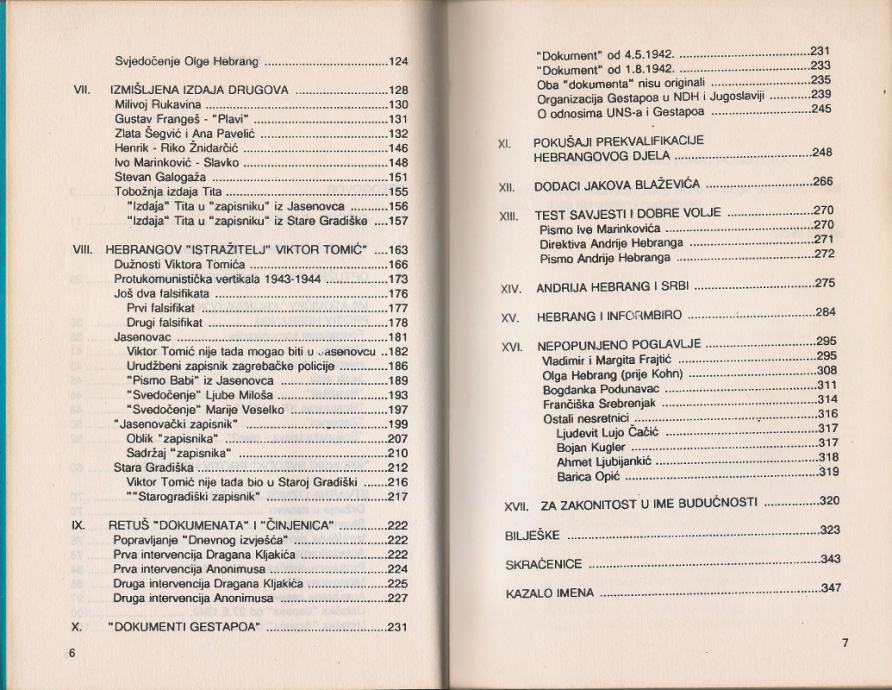 Svjedočenje Olge Hebrang ................................124
VII. IZMIŠLJENA IZDAJA DRUGOVA ........................128
Milivoj Rukavina ................................................130
Gustav Frangeš - "Plavi" ...................................131
Zlata Šegvić i Ana Pavelić .................................132
Henrik - Riko Žnidarčić .....................................146
Ivo Marinković - Slavko .....................................148
Stevan Galogaža ..............................................151
Tobožnja izdaja Tita ..........................................155
"Izdaja" Tita u "zapisniku" iz Jasenovca ..........156
"Izdaja" Tita u "zapisniku" iz Stare Gradiške ....157
VIII. HEBRANGOV "ISTRAŽITELJ" VIKTOR TOMIĆ" ....163
Dužnosti Viktora Tomića ....................................166
Protukomunistička vertikala 1943-1944 ................173
Još dva falsifikata .............................................176
Prvi falsifikat ..................................................177
Drugi falsifikat ................................................178
Jasenovac .......................................................181
Viktor Tomić nije tada mogao biti u Jasenovcu ..182
Urudžbeni zapisnik zagrebačke policije .............186
"Pismo Babi" iz Jasenovca ............................189
"Svedočenje" Ljube Miloša .............................193
"Svedočenje" Marije Veselko ..........................197
"Jasenovački zapisnik" .....................................199
Oblik "zapisnika" ..........................................207
Sadržaj "zapisnika" .......................................210
Stara Gradiška .................................................212
Viktor Tomić nije tada bio u Staroj Gradiški ......216
""Starogradiški zapisnik" ................................217
IX. RETUŠ "DOKUMENATA" I "ČINJENICA" ..............222
Popravljanje "Dnevnog izvješća" ........................222
Prva intervencija Dragana Kljakića ......................222
Prva intervencija Anonimusa ..............................224
Druga intervencija Dragana Kljakića ....................225
Druga intervencija Anonimusa ............................227
X. "DOKUMENTI GESTAPOA" ................................231
6
"Dokument" od 4.5.1942. ..................................231
"Dokument" od 1.8.1942. ..................................233
Oba "dokumenta" nisu originali ...........................235
Organizacija Gestapoa u NDH i Jugoslaviji ...........239
O odnosima UNS-a i Gestapoa ...........................245
XI. POKUŠAJI PREKVALIFIKACIJE
HEBRANGOVOG DJELA ....................................248
XII. DODACI JAKOVA BLAŽEVIĆA ...........................266
XIII. TEST SAVJESTI I DOBRE VOLJE .......................270
Pismo Ive Marinkovića .......................................270
Direktiva Andrije Hebranga .................................271
Pismo Andrije Hebranga .....................................272
XIV. ANDRIJA HEBRANG I SRBI ...............................275
XV. HEBRANG I INFORMBIRO ................................284
XVI. NEPOPUNJENO POGLAVLJE ............................295
Vladimir i Margita Frajtić ....................................295
Olga Hebrang (prije Kohn) .................................308
Bogdanka Podunavac ........................................311
Frančiška Srebrenjak .........................................314
Ostali nesretnici ................................................316
Ljudevit Lujo Čačić ........................................317
Bojan Kugler .................................................317
Ahmet Ljubijankić ..........................................318
Barica Opić ...................................................319
XVII. ZA ZAKONITOST U IME BUDUĆNOSTI ..............320
BILJEŠKE ..........................................................323
SKRAĆENICE ....................................................343
KAZALO IMENA .................................................347
7